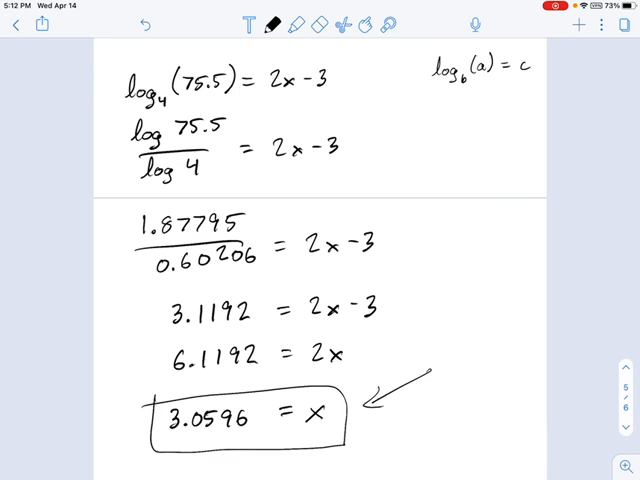 5:12 PM Wed Apr 14
73%
T
log₄(75.5) = 2x - 3
log_b(a) = c
log 75.5 / log 4 = 2x - 3
1.87795 / 0.60206 = 2x - 3
3.1192 = 2x - 3
6.1192 = 2x
3.0596 = x
5
/
6